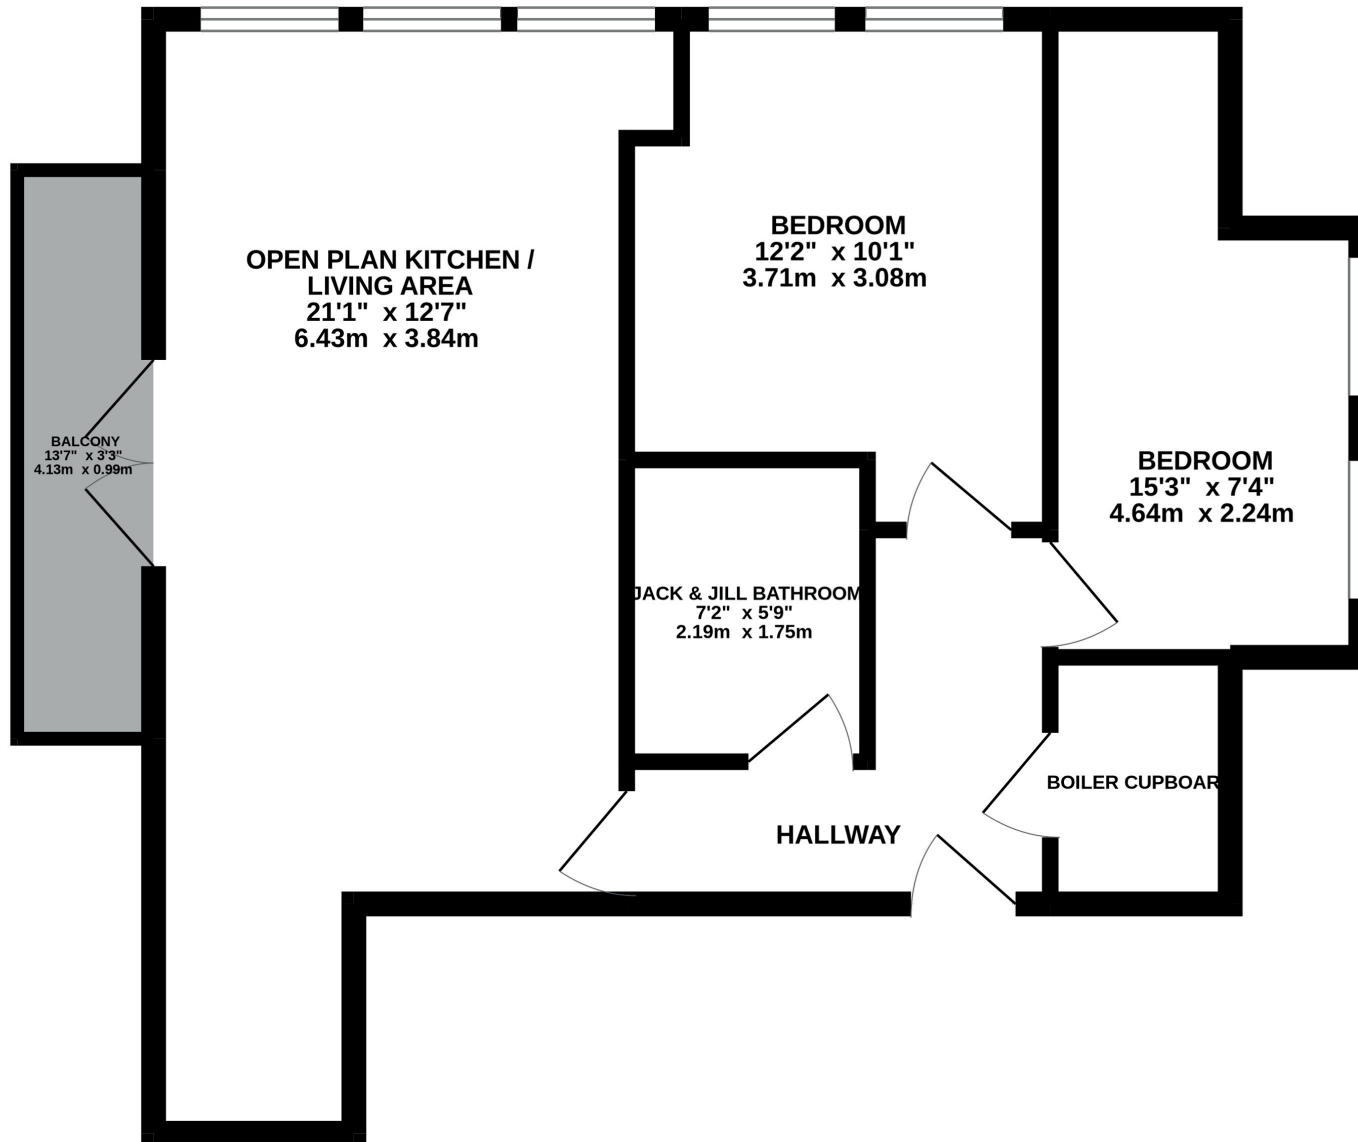 OPEN PLAN KITCHEN /
LIVING AREA
21'1" x 12'7"
6.43m x 3.84m
BEDROOM
12'2" x 10'1"
3.71m x 3.08m
BALCONY
13'7" x 3'3"
4.13m x 0.99m
BEDROOM
15'3" x 7'4"
4.64m x 2.24m
JACK & JILL BATHROOM
7'2" x 5'9"
2.19m x 1.75m
BOILER CUPBOAR
HALLWAY